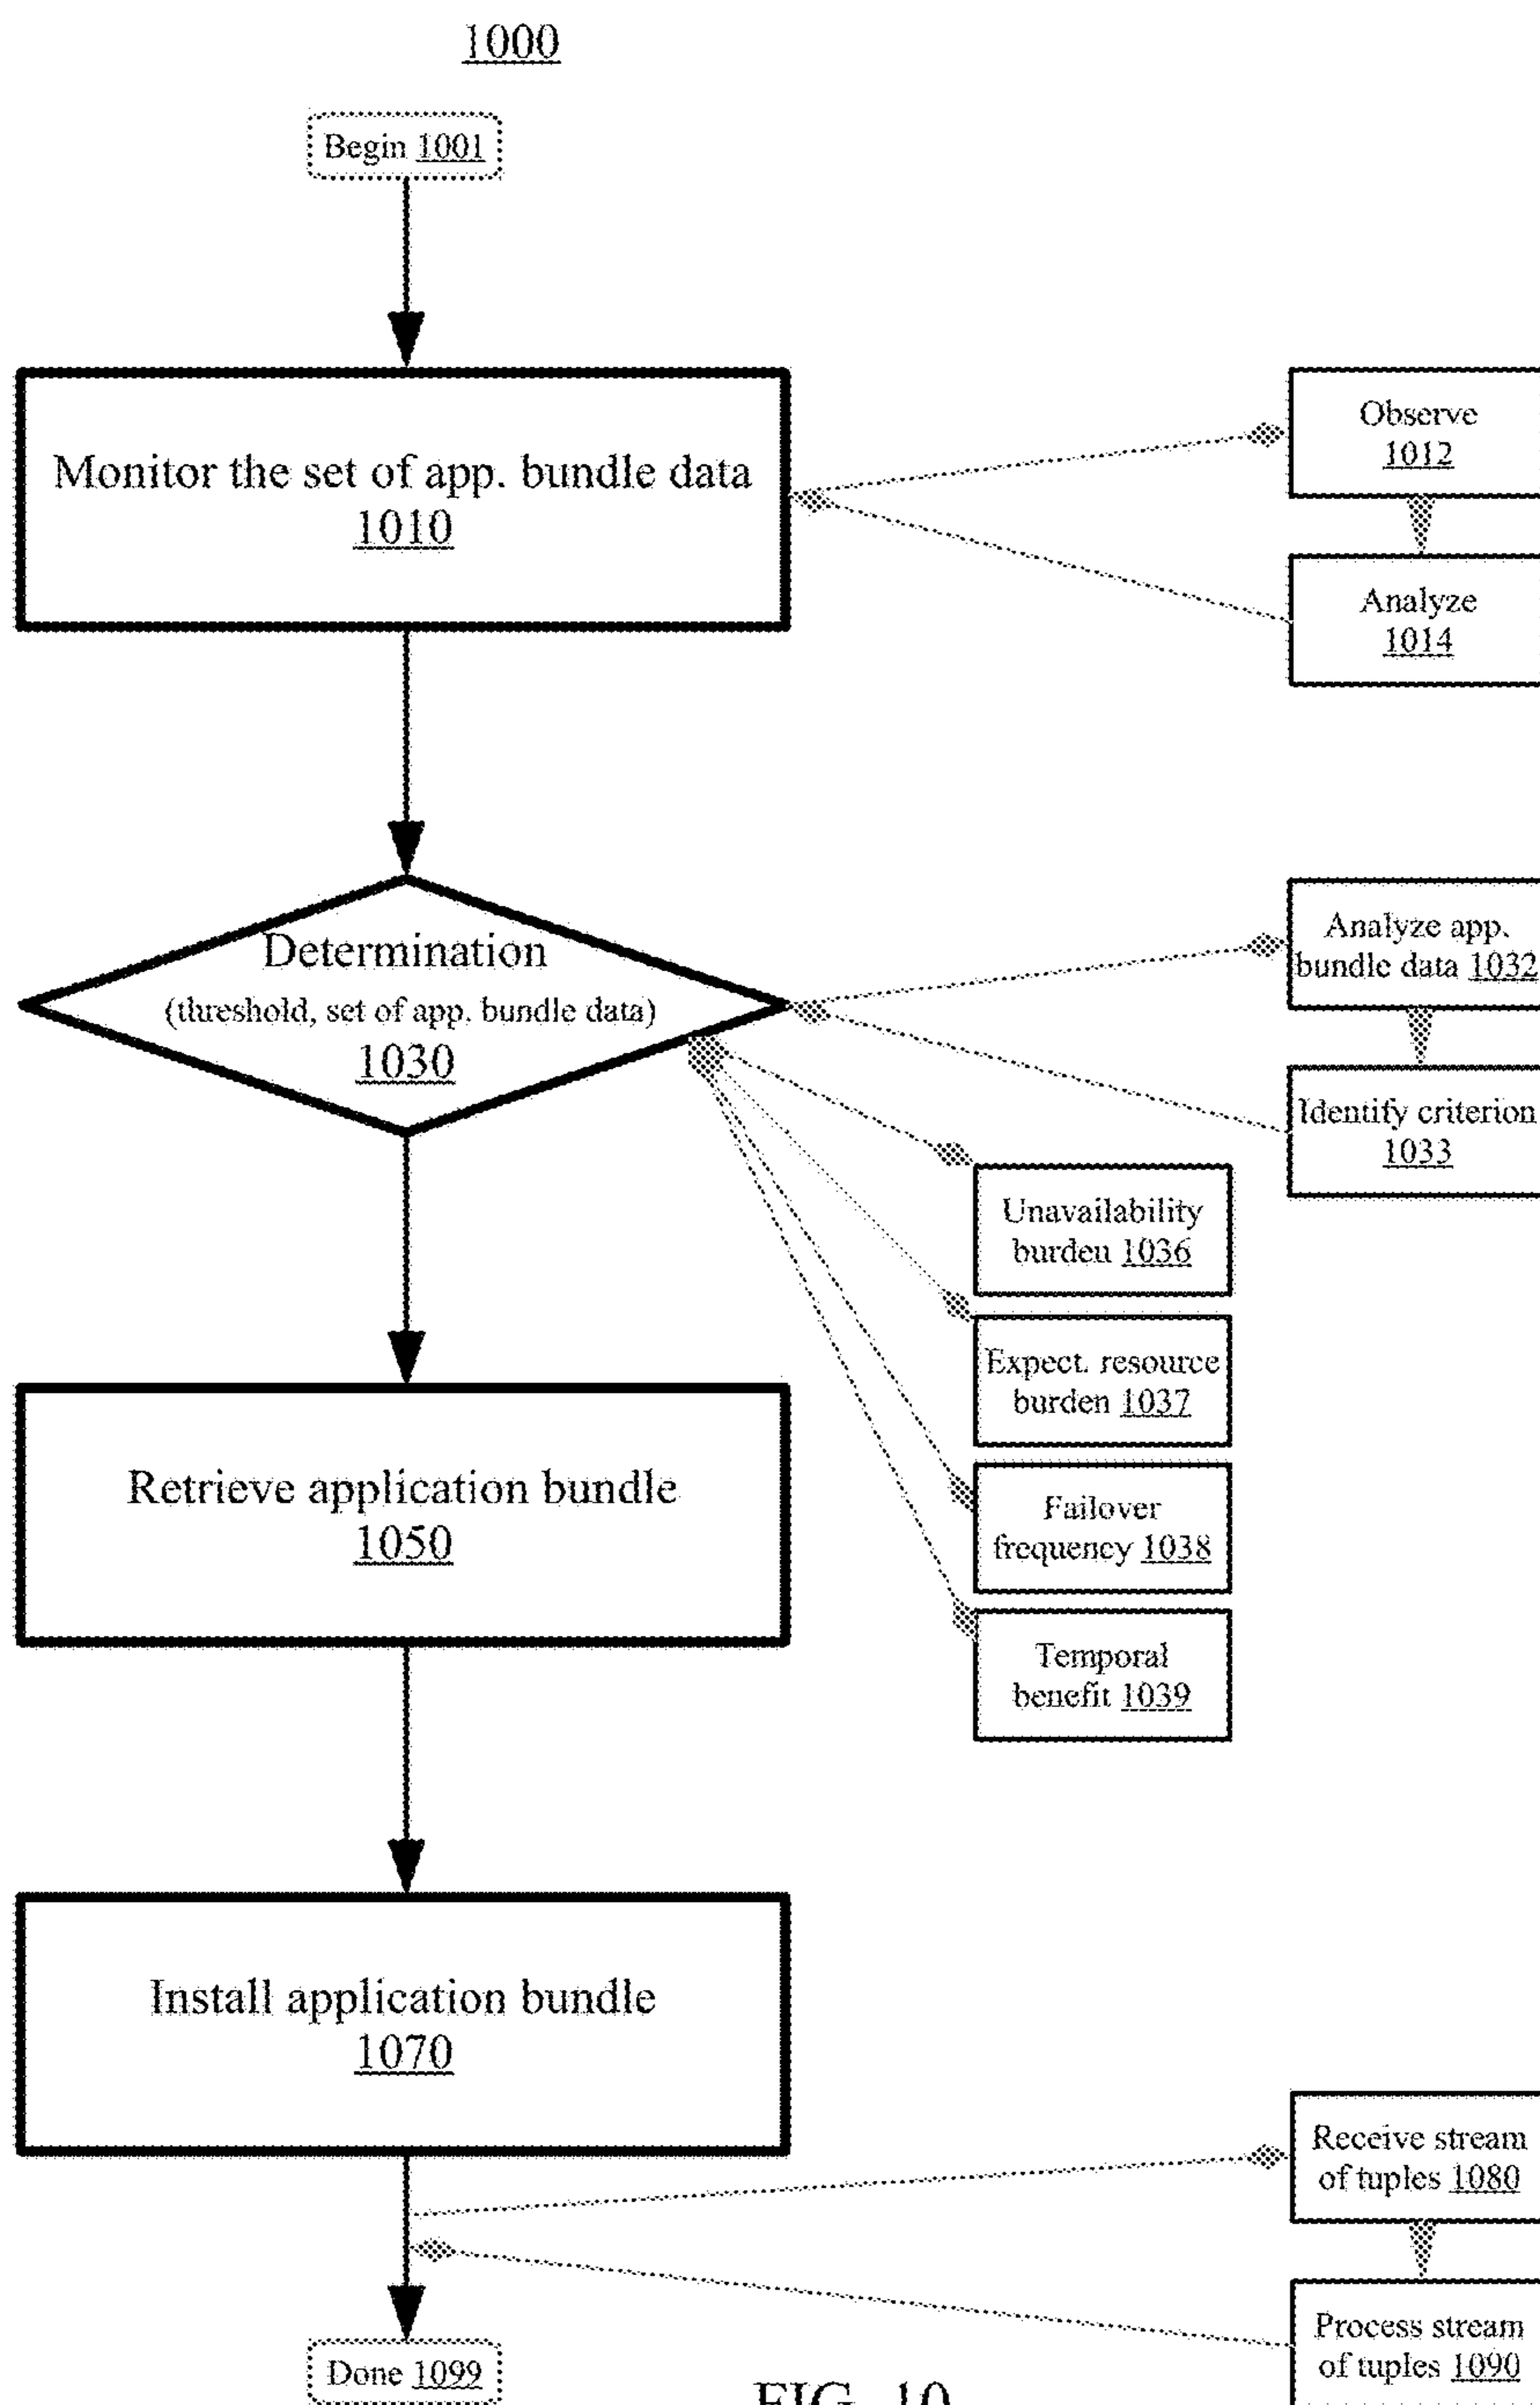 1000
Begin 1001
Monitor the set of app. bundle data
1010
Observe
1012
Analyze
1014
Determination
(threshold, set of app. bundle data)
1030
Analyze app.
bundle data 1032
Identify criterion
1033
Unavailability
burden 1036
Expect. resource
burden 1037
Failover
frequency 1038
Temporal
benefit 1039
Retrieve application bundle
1050
Install application bundle
1070
Receive stream
of tuples 1080
Process stream
of tuples 1090
Done 1099
FIG. 10